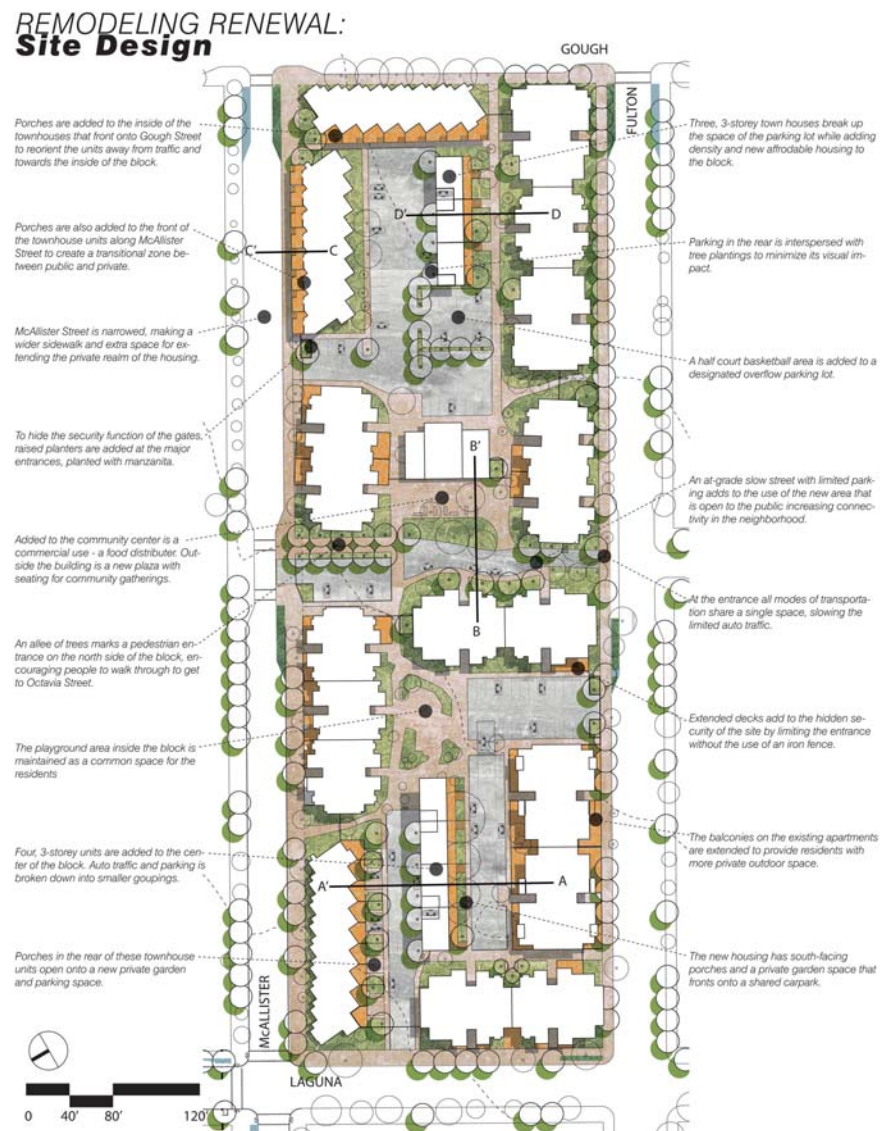 REMODELING RENEWAL:
Site Design
GOUGH
FULTON
Porches are added to the inside of the
townhouses that front onto Gough Street
to reorient the units away from traffic and
towards the inside of the block.
Porches are also added to the front of
the townhouse units along McAllister
Street to create a transitional zone be-
tween public and private.
McAllister Street is narrowed, making a
wider sidewalk and extra space for ex-
tending the private realm of the housing.
To hide the security function of the gates,
raised planters are added at the major
entrances, planted with manzanita.
Added to the community center is a
commercial use - a food distributer. Out-
side the building is a new plaza with
seating for community gatherings.
An allee of trees marks a pedestrian en-
trance on the north side of the block, en-
couraging people to walk through to get
to Octavia Street.
The playground area inside the block is
maintained as a common space for the
residents
Four, 3-storey units are added to the cen-
ter of the block. Auto traffic and parking is
broken down into smaller goupings.
Porches in the rear of these townhouse
units open onto a new private garden
and parking space.
Three, 3-storey town houses break up
the space of the parking lot while adding
density and new affrodable housing to
the block.
Parking in the rear is interspersed with
tree plantings to minimize its visual im-
pact.
A half court basketball area is added to a
designated overflow parking lot.
An at-grade slow street with limited park-
ing adds to the use of the new area that
is open to the public increasing connec-
tivity in the neighborhood.
At the entrance all modes of transporta-
tion share a single space, slowing the
limited auto traffic.
Extended decks add to the hidden se-
curity of the site by limiting the entrance
without the use of an iron fence.
The balconies on the existing apartments
are extended to provide residents with
more private outdoor space.
The new housing has south-facing
porches and a private garden space that
fronts onto a shared carpark.
D' D
C' C
B'
B
A' A
McALLISTER
LAGUNA
0 40' 80' 120'